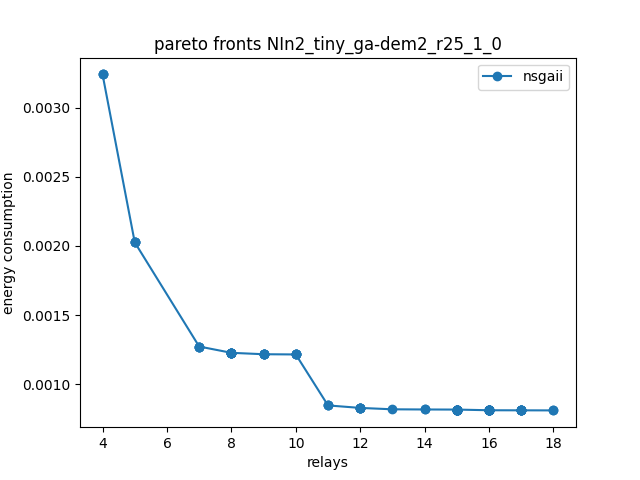 pareto fronts NIn2_tiny_ga-dem2_r25_1_0
nsgaii
energy consumption
0.0030
0.0025
0.0020
0.0015
0.0010
4 6 8 10 12 14 16 18
relays